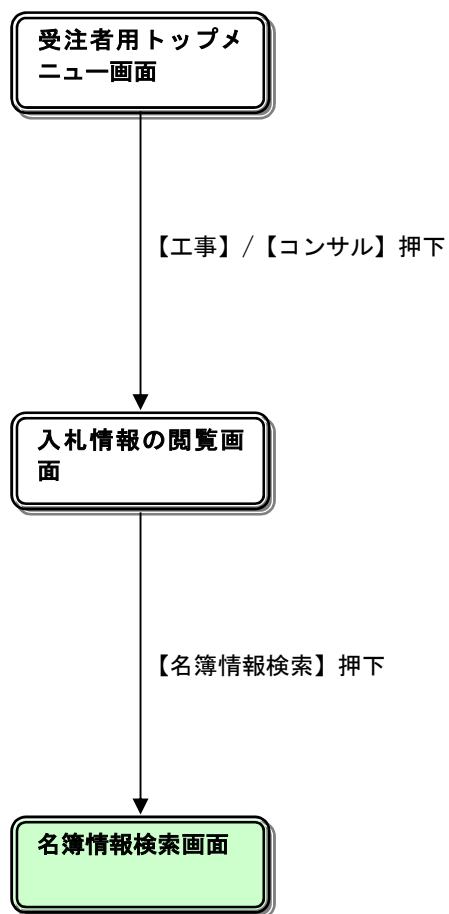 受注者用トップメ
ニュー画面
【工事】/【コンサル】押下
入札情報の閲覧画
面
【名簿情報検索】押下
名簿情報検索画面